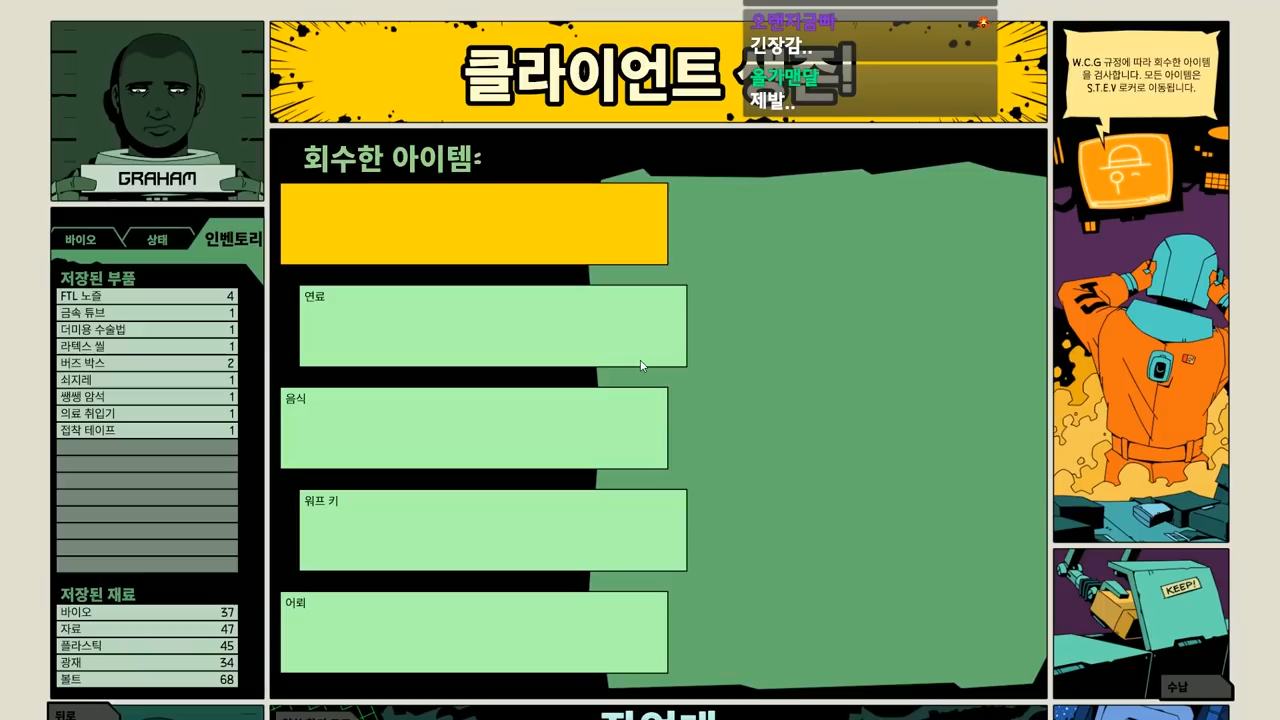 GRAHAM
바이오
상태
인벤토리
저장된 부품
FTL 노즐 4
금속 튜브 1
더미용 수술법 1
라텍스 씰 1
버즈 박스 2
쇠지레 1
쌩쌩 암석 1
의료 취입기 1
접착 테이프 1
저장된 재료
바이오 37
자료 47
플라스틱 45
광재 34
볼트 68
뒤로
클라이언트 생존!
오렌지금빠
긴장감..
올가맨달
제발..
회수한 아이템:
연료
음식
워프 키
어뢰
W.C.G 규정에 따라 회수한 아이템
을 검사합니다. 모든 아이템은
S.T.E.V 로커로 이동됩니다.
KEEP!
수납